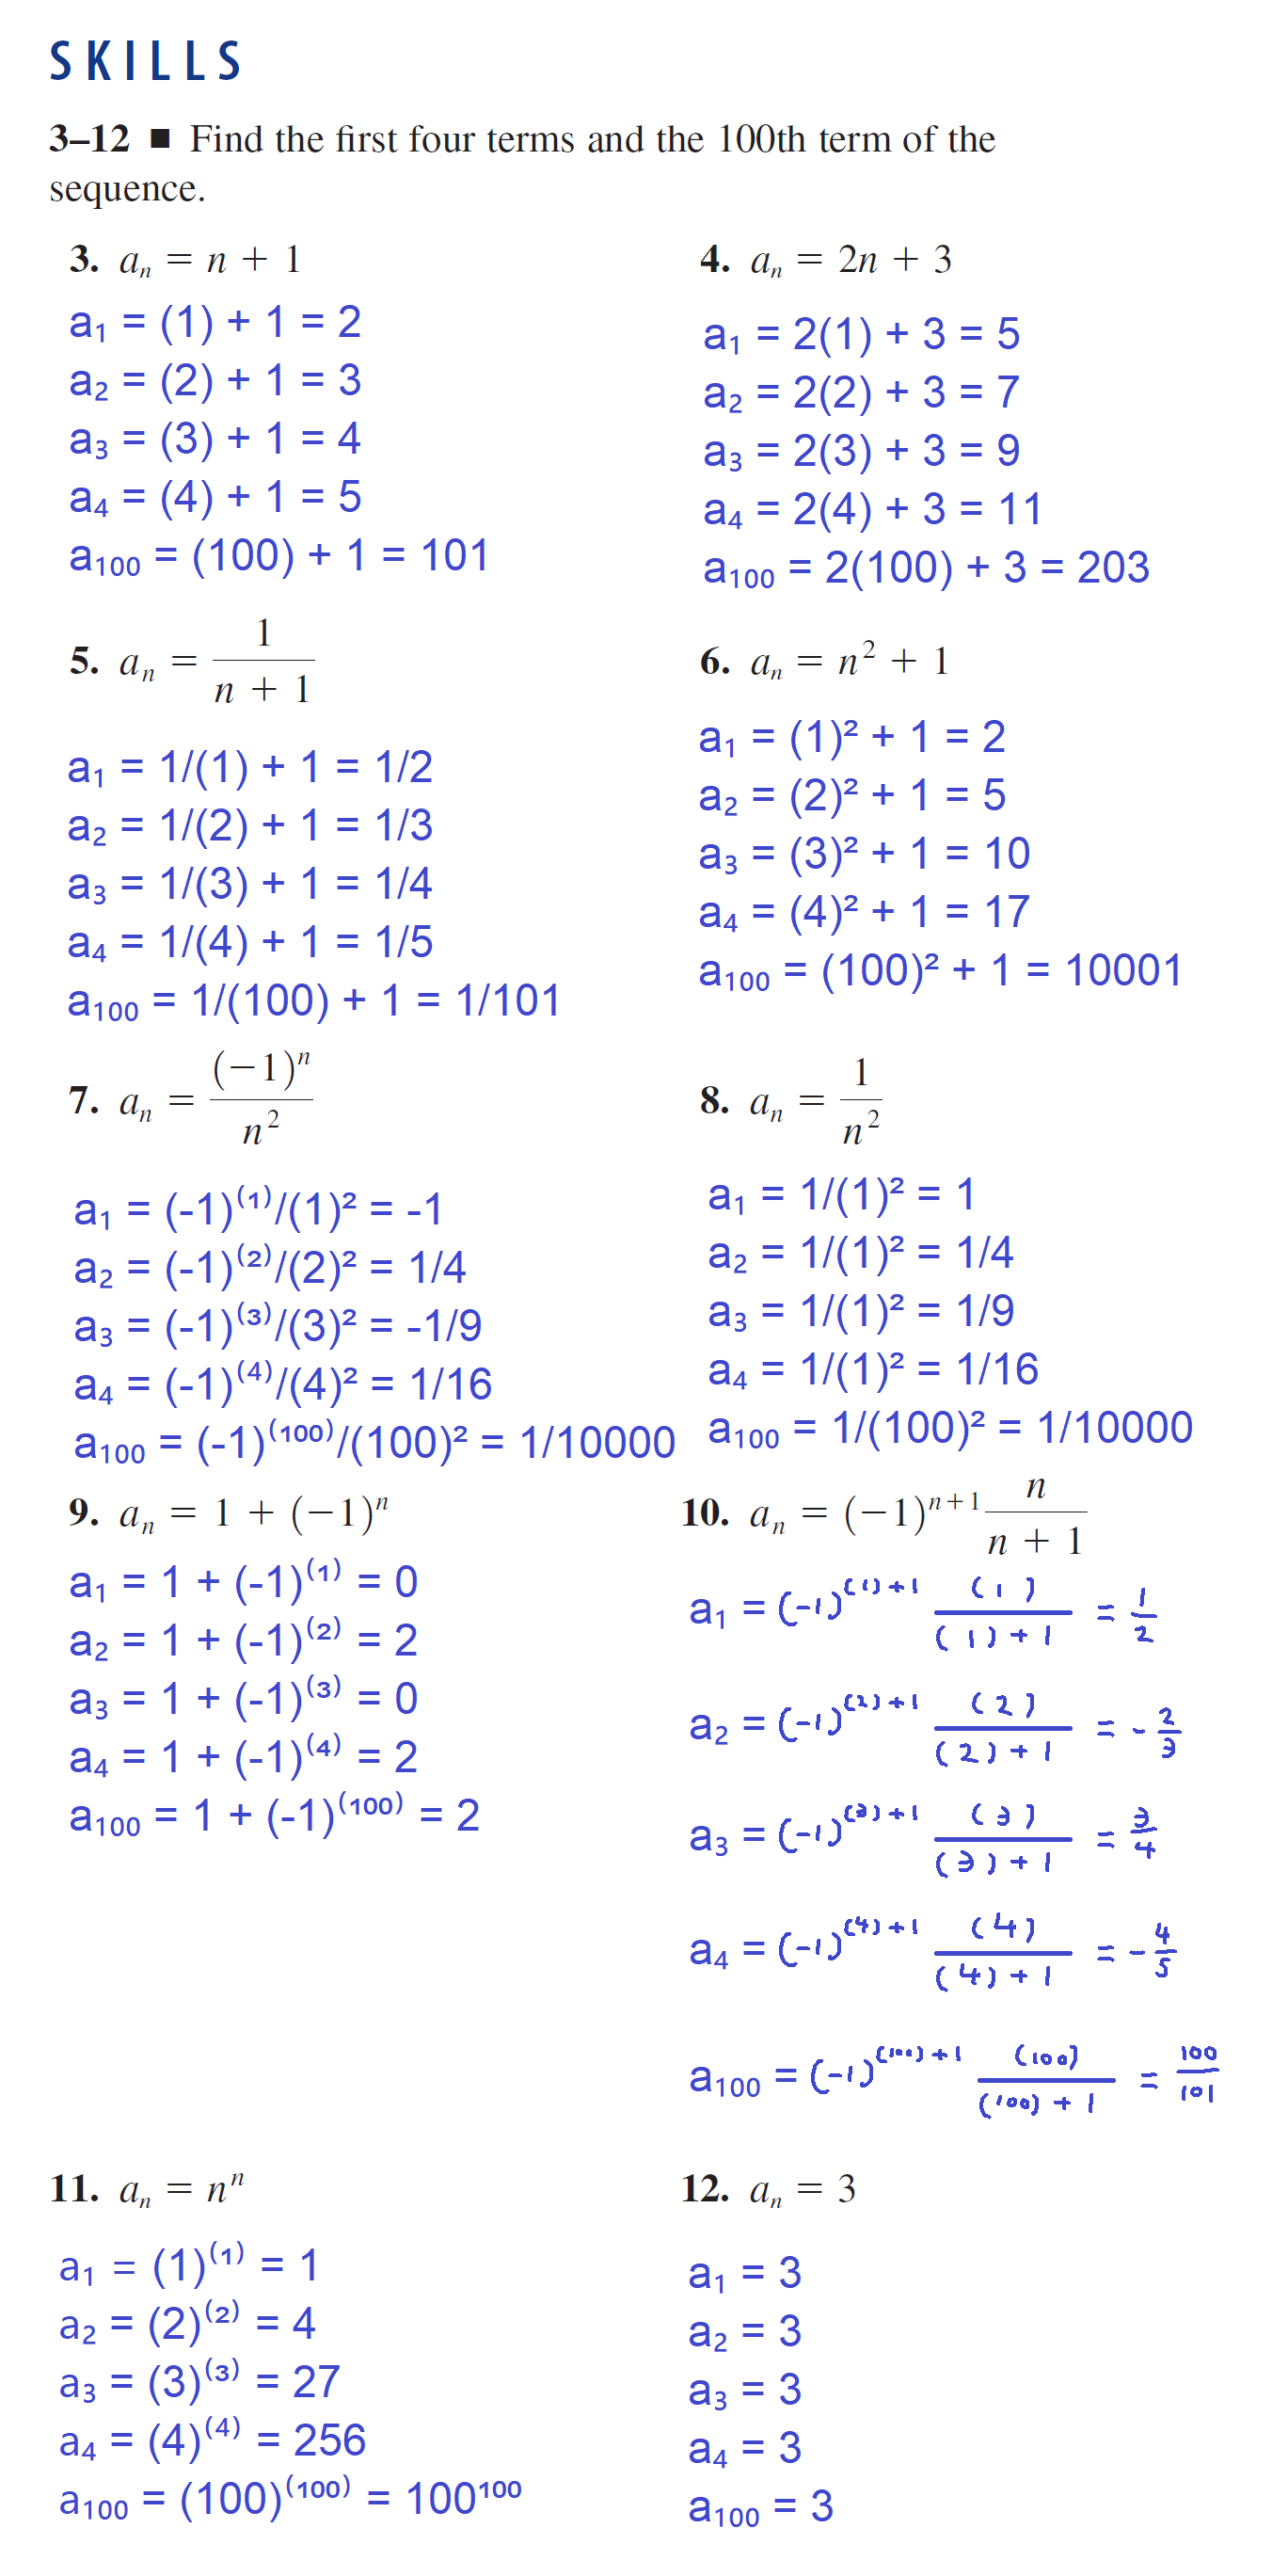 SKILLS
3–12 ■ Find the first four terms and the 100th term of the
sequence.
3. aₙ = n + 1
a₁ = (1) + 1 = 2
a₂ = (2) + 1 = 3
a₃ = (3) + 1 = 4
a₄ = (4) + 1 = 5
a₁₀₀ = (100) + 1 = 101
4. aₙ = 2n + 3
a₁ = 2(1) + 3 = 5
a₂ = 2(2) + 3 = 7
a₃ = 2(3) + 3 = 9
a₄ = 2(4) + 3 = 11
a₁₀₀ = 2(100) + 3 = 203
5. aₙ = 1/(n + 1)
a₁ = 1/(1) + 1 = 1/2
a₂ = 1/(2) + 1 = 1/3
a₃ = 1/(3) + 1 = 1/4
a₄ = 1/(4) + 1 = 1/5
a₁₀₀ = 1/(100) + 1 = 1/101
6. aₙ = n² + 1
a₁ = (1)² + 1 = 2
a₂ = (2)² + 1 = 5
a₃ = (3)² + 1 = 10
a₄ = (4)² + 1 = 17
a₁₀₀ = (100)² + 1 = 10001
7. aₙ = (−1)ⁿ/n²
a₁ = (-1)⁽¹⁾/(1)² = -1
a₂ = (-1)⁽²⁾/(2)² = 1/4
a₃ = (-1)⁽³⁾/(3)² = -1/9
a₄ = (-1)⁽⁴⁾/(4)² = 1/16
a₁₀₀ = (-1)⁽¹⁰⁰⁾/(100)² = 1/10000
8. aₙ = 1/n²
a₁ = 1/(1)² = 1
a₂ = 1/(1)² = 1/4
a₃ = 1/(1)² = 1/9
a₄ = 1/(1)² = 1/16
a₁₀₀ = 1/(100)² = 1/10000
9. aₙ = 1 + (−1)ⁿ
a₁ = 1 + (-1)⁽¹⁾ = 0
a₂ = 1 + (-1)⁽²⁾ = 2
a₃ = 1 + (-1)⁽³⁾ = 0
a₄ = 1 + (-1)⁽⁴⁾ = 2
a₁₀₀ = 1 + (-1)⁽¹⁰⁰⁾ = 2
10. aₙ = (−1)ⁿ⁺¹ n/(n + 1)
a₁ = (-1)⁽¹⁾⁺¹ (1)/((1) + 1) = 1/2
a₂ = (-1)⁽²⁾⁺¹ (2)/((2) + 1) = -2/3
a₃ = (-1)⁽³⁾⁺¹ (3)/((3) + 1) = 3/4
a₄ = (-1)⁽⁴⁾⁺¹ (4)/((4) + 1) = -4/5
a₁₀₀ = (-1)⁽¹⁰⁰⁾⁺¹ (100)/((100) + 1) = 100/101
11. aₙ = nⁿ
a₁ = (1)⁽¹⁾ = 1
a₂ = (2)⁽²⁾ = 4
a₃ = (3)⁽³⁾ = 27
a₄ = (4)⁽⁴⁾ = 256
a₁₀₀ = (100)⁽¹⁰⁰⁾ = 100¹⁰⁰
12. aₙ = 3
a₁ = 3
a₂ = 3
a₃ = 3
a₄ = 3
a₁₀₀ = 3